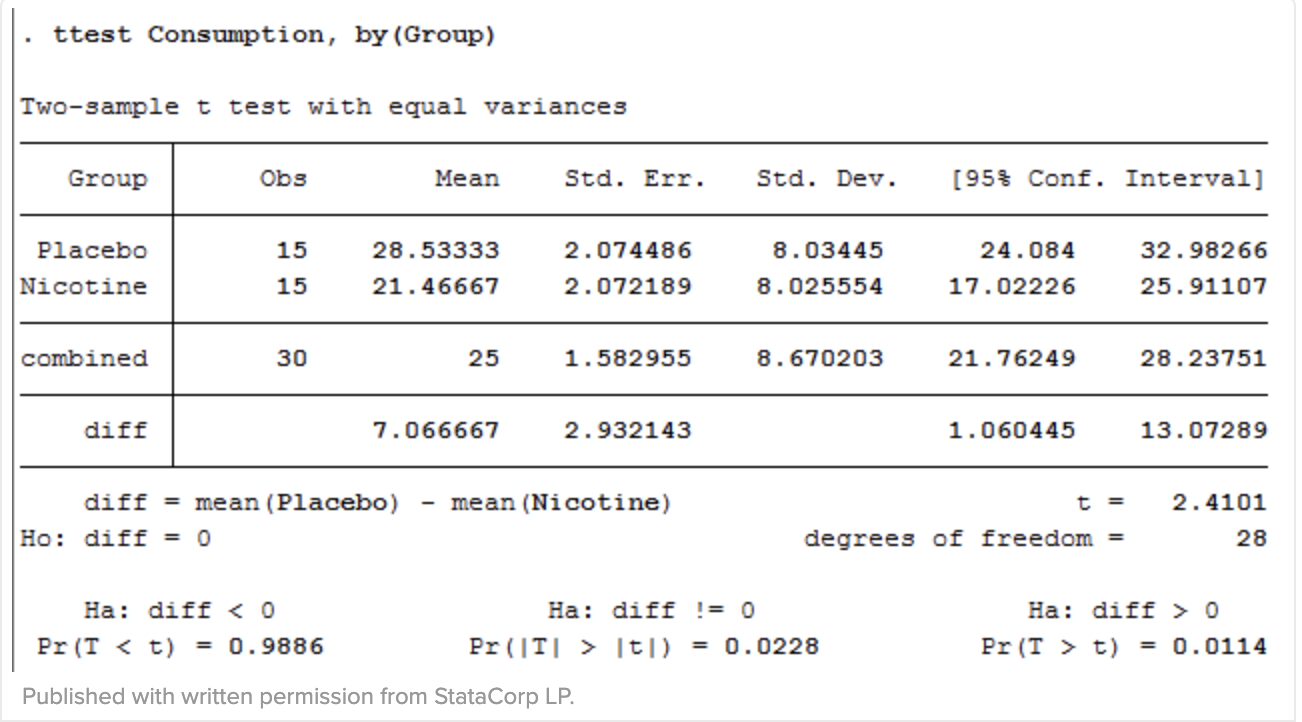 . ttest Consumption, by(Group)
Two-sample t test with equal variances
Group Obs Mean Std. Err. Std. Dev. [95% Conf. Interval]
Placebo 15 28.53333 2.074486 8.03445 24.084 32.98266
Nicotine 15 21.46667 2.072189 8.025554 17.02226 25.91107
combined 30 25 1.582955 8.670203 21.76249 28.23751
diff 7.066667 2.932143 1.060445 13.07289
diff = mean(Placebo) - mean(Nicotine) t = 2.4101
Ho: diff = 0 degrees of freedom = 28
Ha: diff < 0 Ha: diff != 0 Ha: diff > 0
Pr(T < t) = 0.9886 Pr(|T| > |t|) = 0.0228 Pr(T > t) = 0.0114
Published with written permission from StataCorp LP.